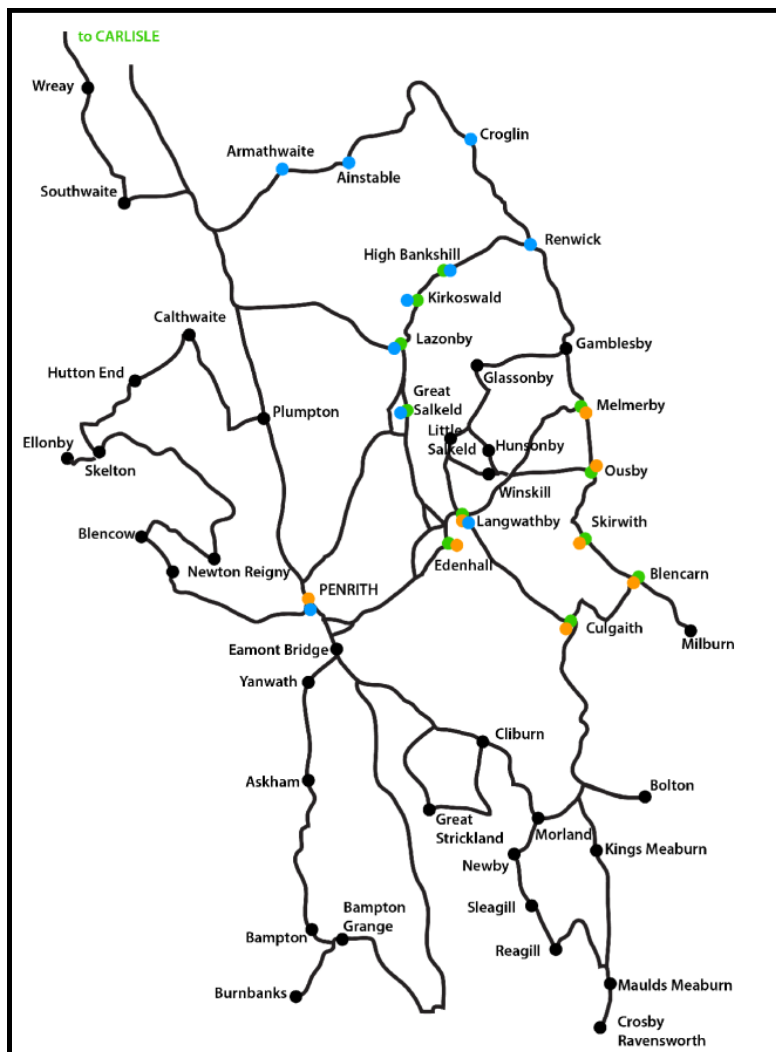 to CARLISLE
Wreay
Croglin
Armathwaite
Ainstable
Southwaite
Renwick
High Bankshill
Kirkoswald
Calthwaite
Lazonby
Gamblesby
Hutton End
Glassonby
Great
Salkeld
Melmerby
Plumpton
Little
Salkeld
Hunsonby
Ellonby
Skelton
Ousby
Winskill
Langwathby
Skirwith
Blencow
Edenhall
Newton Reigny
Blencarn
PENRITH
Culgaith
Milburn
Eamont Bridge
Yanwath
Cliburn
Askham
Bolton
Great
Strickland
Morland
Newby
Kings Meaburn
Sleagill
Bampton
Grange
Bampton
Reagill
Burnbanks
Maulds Meaburn
Crosby
Ravensworth